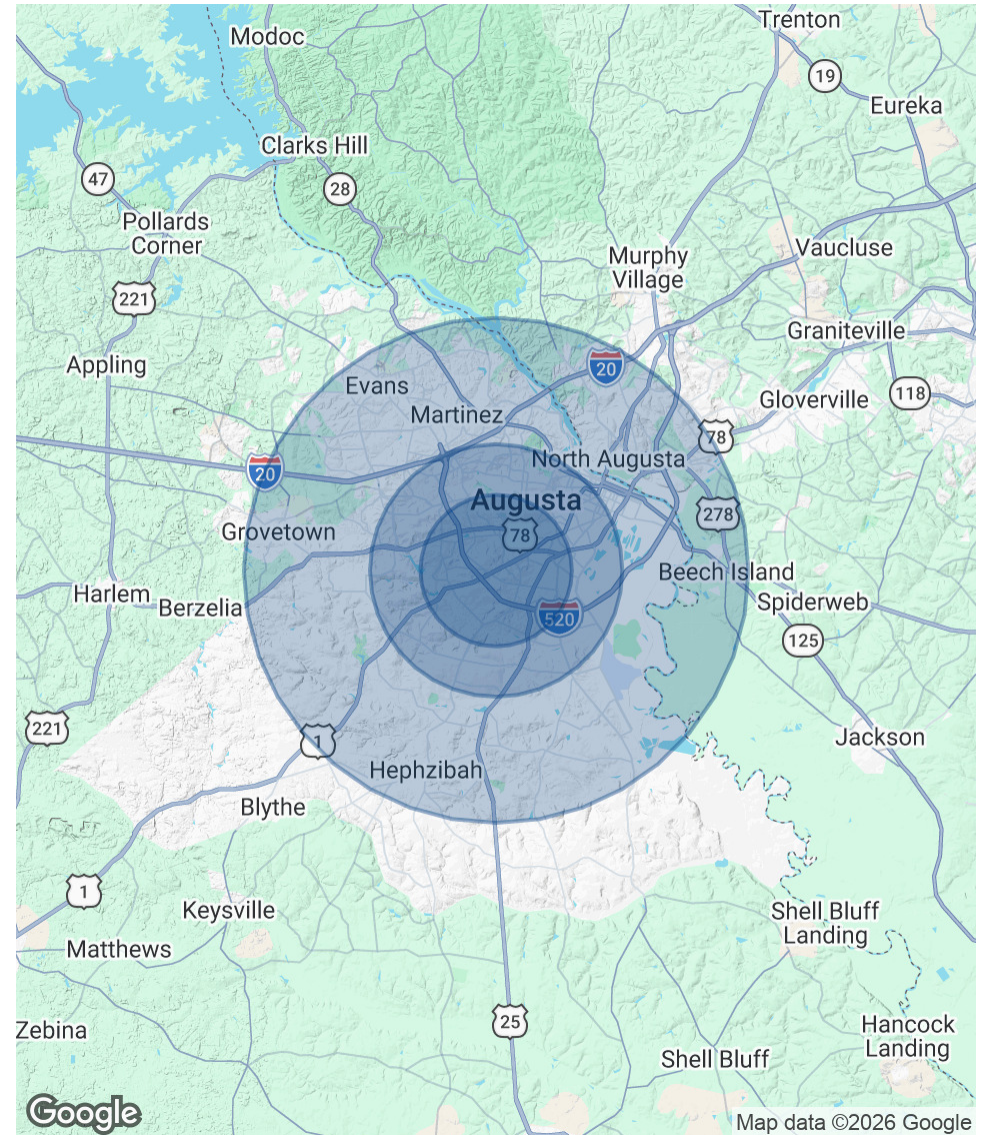 Trenton
Modoc
19
Eureka
Clarks Hill
47
28
Pollards
Corner
Murphy
Village
Vaucluse
221
Graniteville
Appling
20
Evans
118
Gloverville
Martinez
78
North Augusta
20
Augusta
278
Grovetown
78
Beech Island
Harlem
Berzelia
Spiderweb
520
125
221
Jackson
1
Hephzibah
Blythe
1
Keysville
Shell Bluff
Landing
Matthews
25
Zebina
Hancock
Landing
Shell Bluff
Google
Map data ©2026 Google